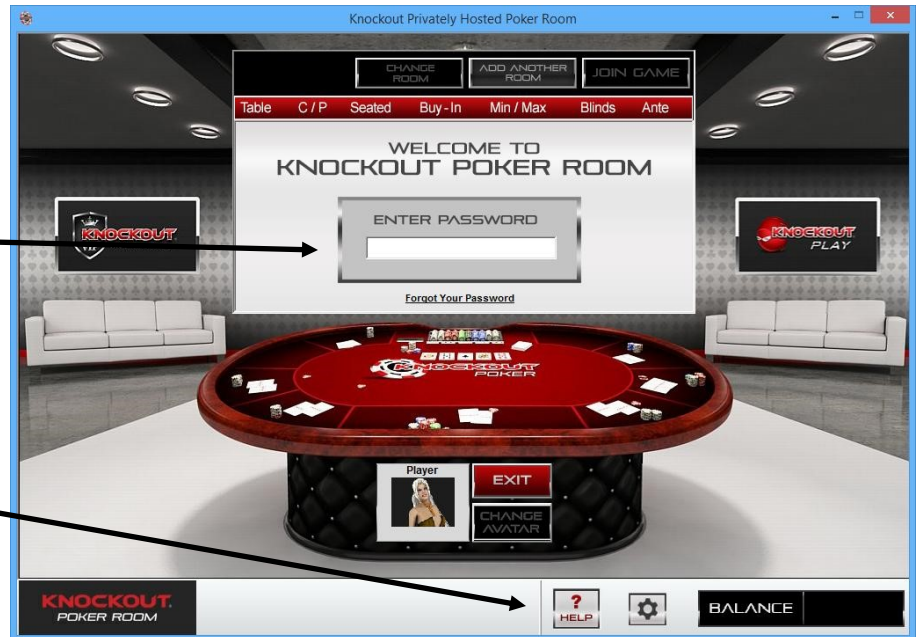 Knockout Privately Hosted Poker Room
CHANGE
ROOM
ADD ANOTHER
ROOM
JOIN GAME
Table C / P Seated Buy-In Min / Max Blinds Ante
WELCOME TO
KNOCKOUT POKER ROOM
ENTER PASSWORD
Forgot Your Password
KNOCKOUT
VIP
KNOCKOUT
PLAY
KNOCKOUT
POKER
Player
EXIT
CHANGE
AVATAR
KNOCKOUT.
POKER ROOM
?
HELP
BALANCE